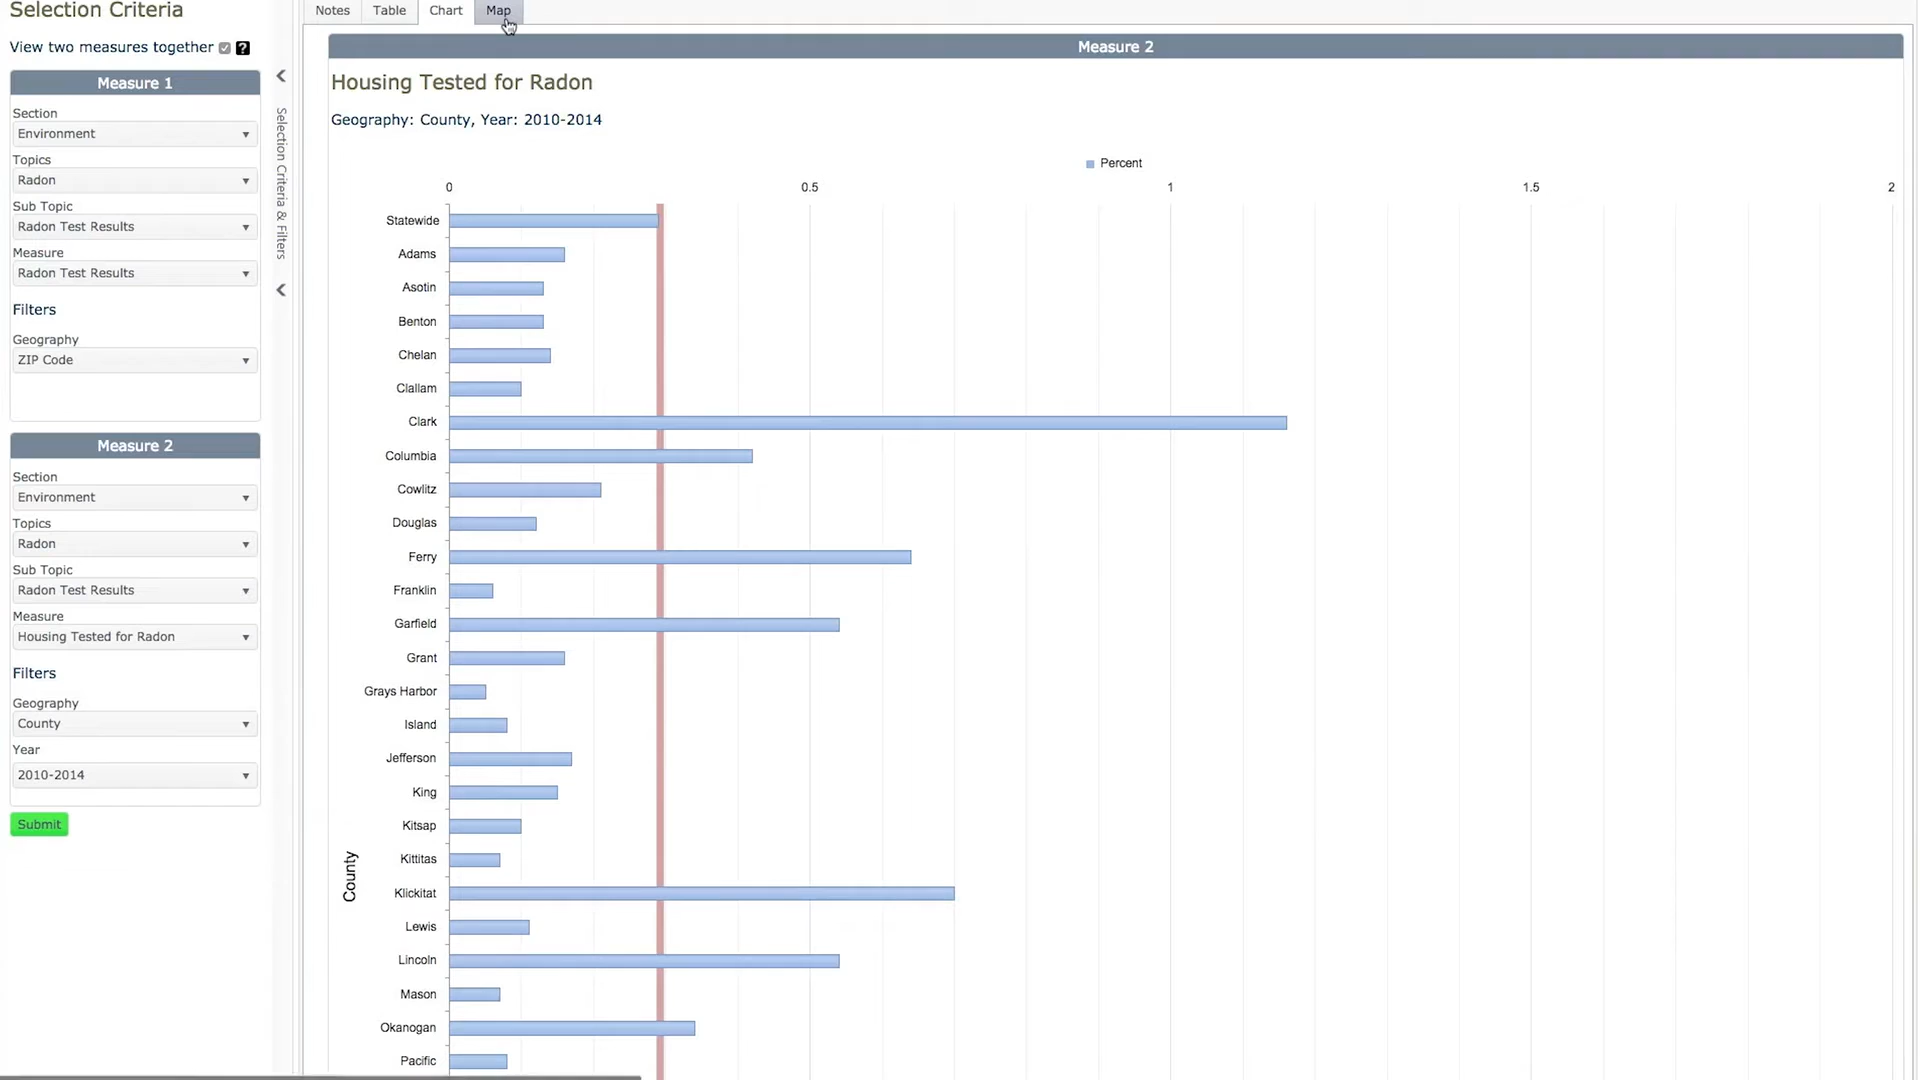 Selection Criteria
View two measures together ?
Measure 1
Section
Environment
Topics
Radon
Sub Topic
Radon Test Results
Measure
Radon Test Results
Filters
Geography
ZIP Code
Measure 2
Section
Environment
Topics
Radon
Sub Topic
Radon Test Results
Measure
Housing Tested for Radon
Filters
Geography
County
Year
2010-2014
Submit
Selection Criteria & Filters
Notes Table Chart Map
Measure 2
Housing Tested for Radon
Geography: County, Year: 2010-2014
Percent
0 0.5 1 1.5 2
Statewide
Adams
Asotin
Benton
Chelan
Clallam
Clark
Columbia
Cowlitz
Douglas
Ferry
Franklin
Garfield
Grant
Grays Harbor
Island
Jefferson
King
Kitsap
Kittitas
Klickitat
Lewis
Lincoln
Mason
Okanogan
Pacific
County